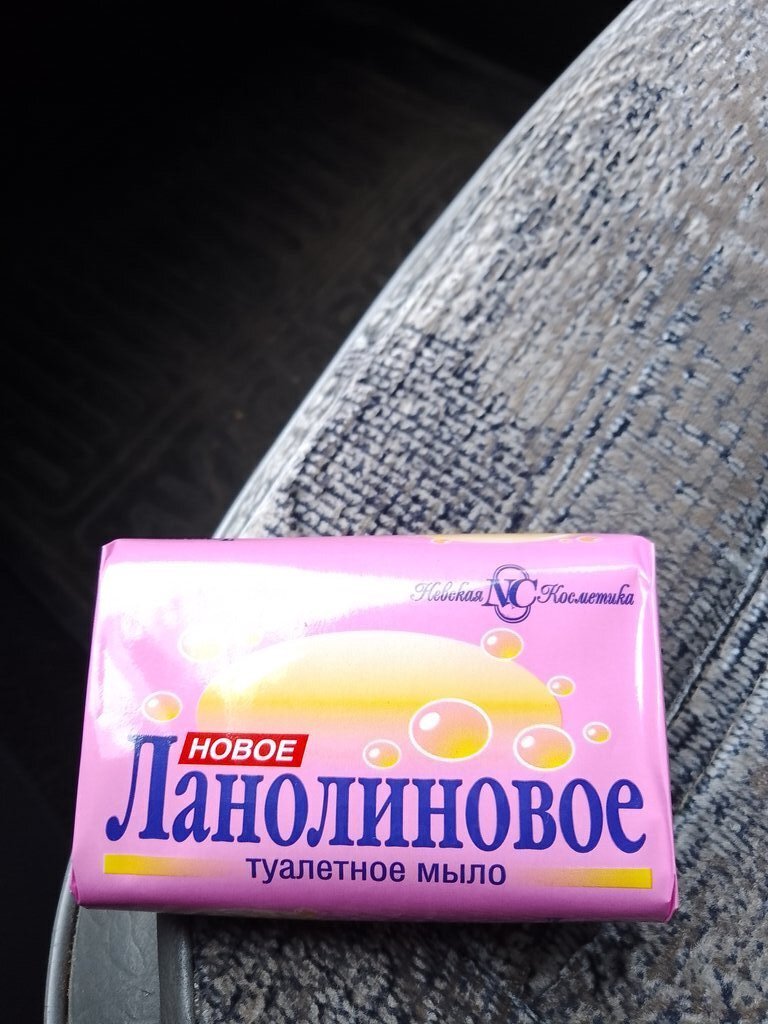 Невская NC Косметика
НОВОЕ
Ланолиновое
туалетное мыло